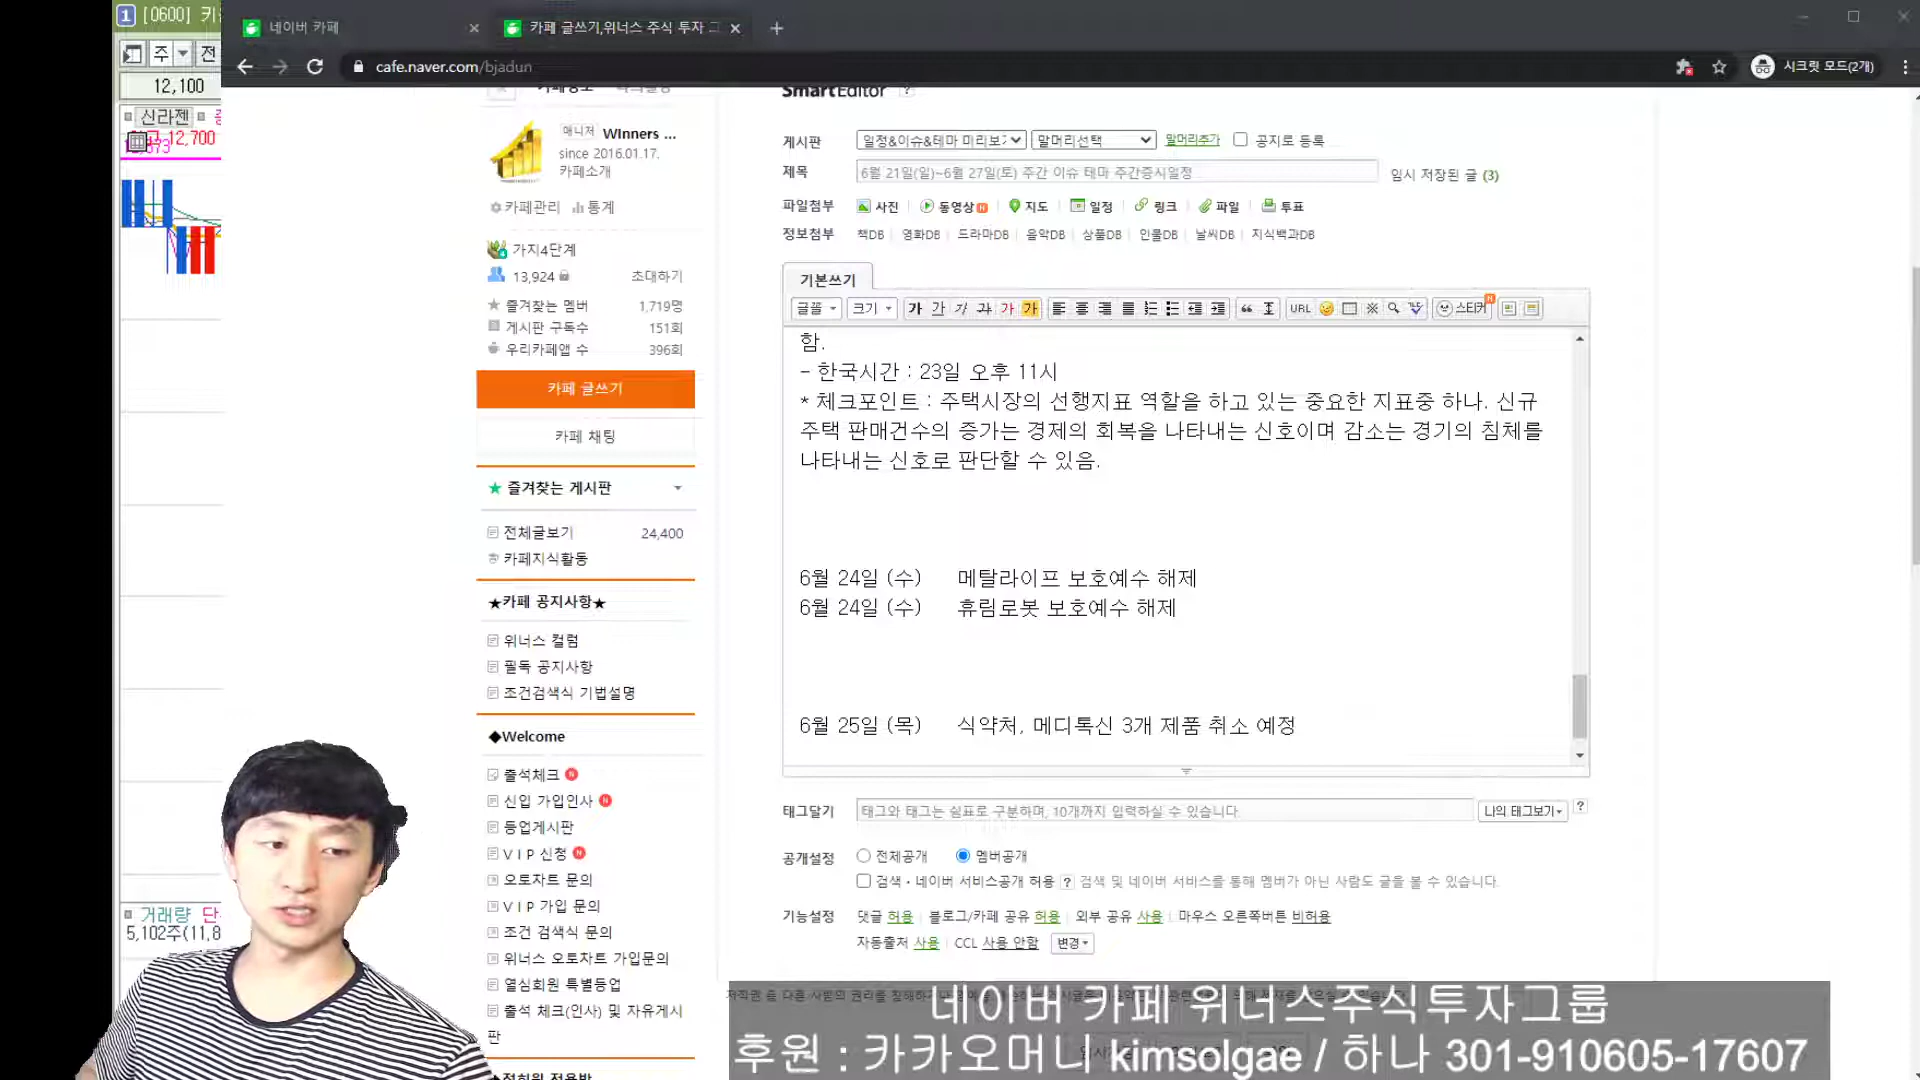 1 [0600] 키
네이버 카페
카페 글쓰기,위너스 주식 투자 그
주 전
cafe.naver.com/bjadun
시크릿 모드(2개)
12,100
신라젠
12,700
SmartEditor ?
매니저 WInners ...
since 2016.01.17.
카페소개
카페관리 통계
가지4단계
13,924 초대하기
즐겨찾는 멤버 1,719명
게시판 구독수 151회
우리카페앱 수 396회
카페 글쓰기
카페 채팅
즐겨찾는 게시판
전체글보기 24,400
카페지식활동
★카페 공지사항★
위너스 컬럼
필독 공지사항
조건검색식 기법설명
◆Welcome
출석체크 N
신입 가입인사 N
등업게시판
V I P 신청 N
오토차트 문의
V I P 가입 문의
조건 검색식 문의
위너스 오토차트 가입문의
열심회원 특별등업
출석 체크(인사) 및 자유게시
판
게시판 일정&이슈&테마 미리보기 말머리선택 말머리추가 공지로 등록
제목 6월 21일(일)~6월 27일(토) 주간 이슈 테마 주간증시일정 임시 저장된 글 (3)
파일첨부 사진 동영상 N 지도 일정 링크 파일 투표
정보첨부 책DB 영화DB 드라마DB 음악DB 상품DB 인물DB 날씨DB 지식백과DB
기본쓰기
글꼴 크기 가 가 가 가 가 가 URL 스티커 N
함.
- 한국시간 : 23일 오후 11시
* 체크포인트 : 주택시장의 선행지표 역할을 하고 있는 중요한 지표중 하나. 신규
주택 판매건수의 증가는 경제의 회복을 나타내는 신호이며 감소는 경기의 침체를
나타내는 신호로 판단할 수 있음.
6월 24일 (수) 메탈라이프 보호예수 해제
6월 24일 (수) 휴림로봇 보호예수 해제
6월 25일 (목) 식약처, 메디톡신 3개 제품 취소 예정
태그달기 태그와 태그는 쉼표로 구분하며, 10개까지 입력하실 수 있습니다. 나의 태그보기 ?
공개설정 전체공개 멤버공개
검색・네이버 서비스공개 허용 ? 검색 및 네이버 서비스를 통해 멤버가 아닌 사람도 글을 볼 수 있습니다.
기능설정 댓글 허용 블로그/카페 공유 허용 외부 공유 사용 마우스 오른쪽버튼 비허용
자동출처 사용 CCL 사용 안함 변경
거래량 단
5,102주(11,8
네이버 카페 위너스주식투자그룹
후원 : 카카오머니 kimsolgae / 하나 301-910605-17607